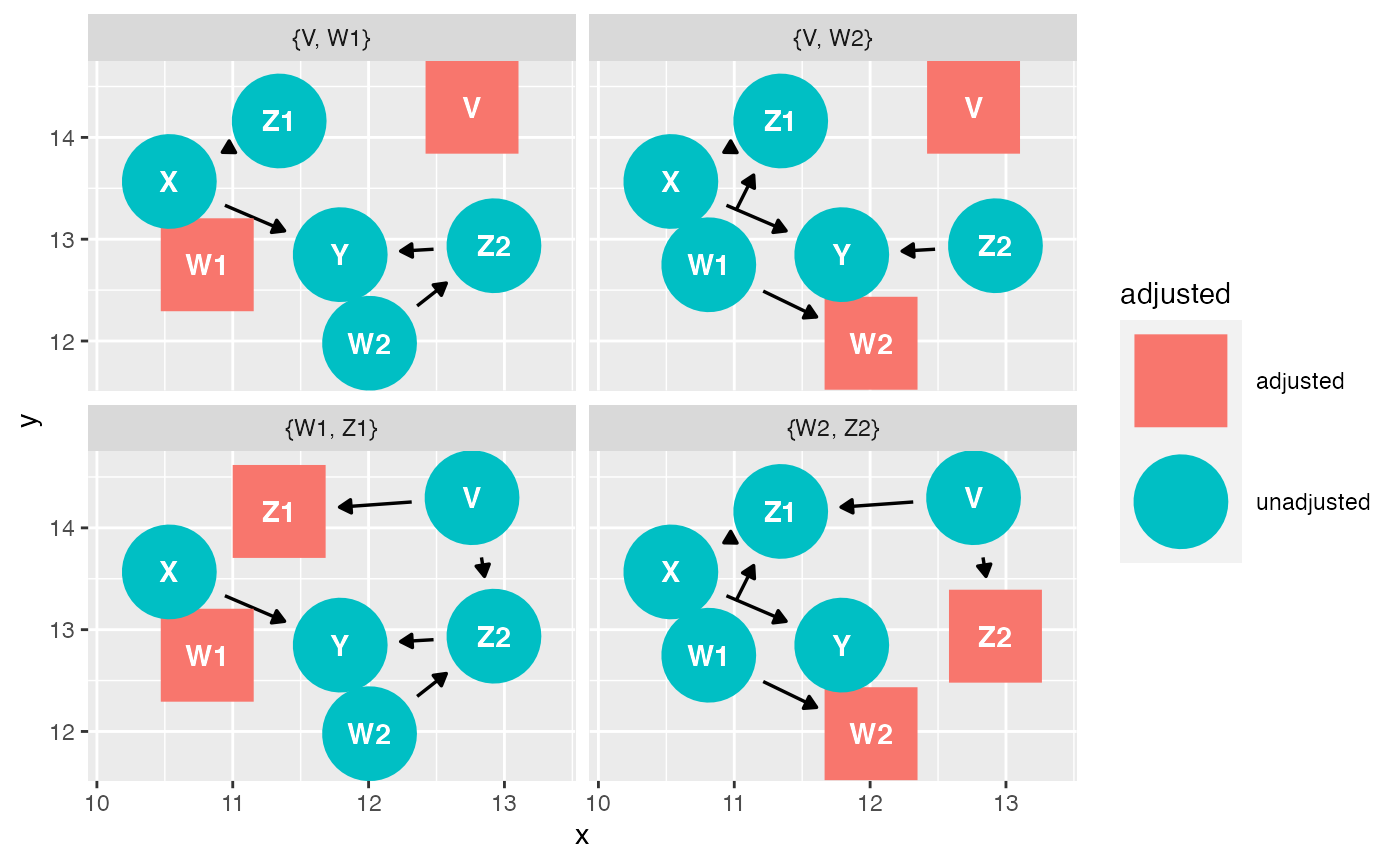 {V, W1}
{V, W2}
Z1
V
X
Y
Z2
W1
W2
Z1
V
X
Y
Z2
W1
W2
14
13
12
{W1, Z1}
{W2, Z2}
Z1
V
X
Y
Z2
W1
W2
Z1
V
X
Y
Z2
W1
W2
14
13
12
10
11
12
13
10
11
12
13
x
y
adjusted
adjusted
unadjusted